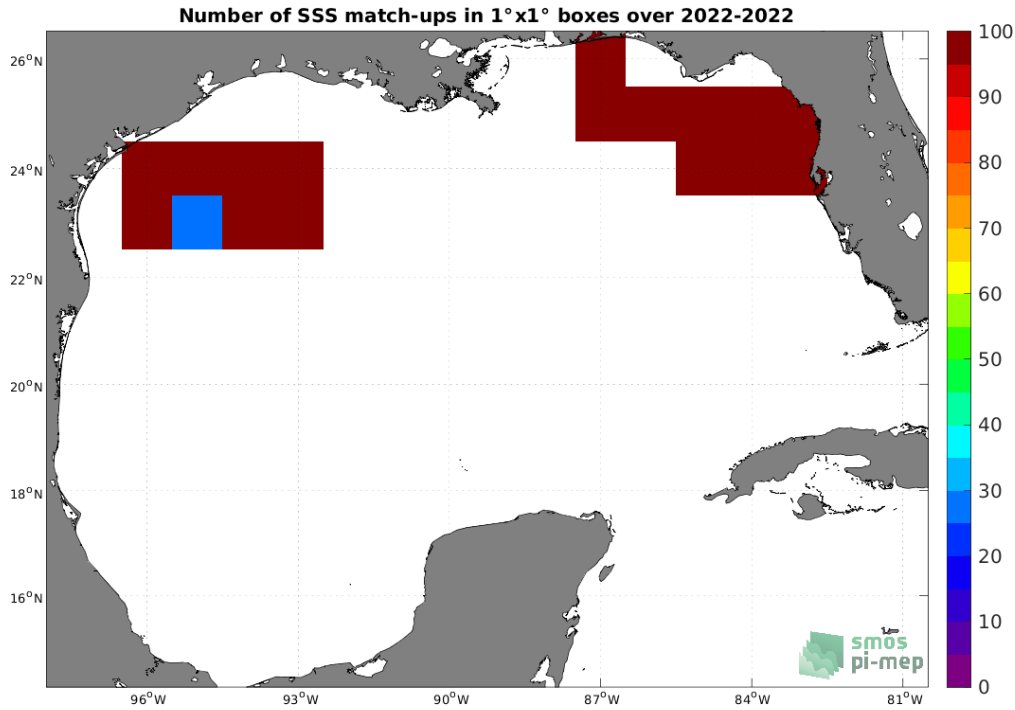 Number of SSS match-ups in 1°x1° boxes over 2022-2022
26°N
24°N
22°N
20°N
18°N
16°N
96°W
93°W
90°W
87°W
84°W
81°W
100
90
80
70
60
50
40
30
20
10
0
smos
pi-mep